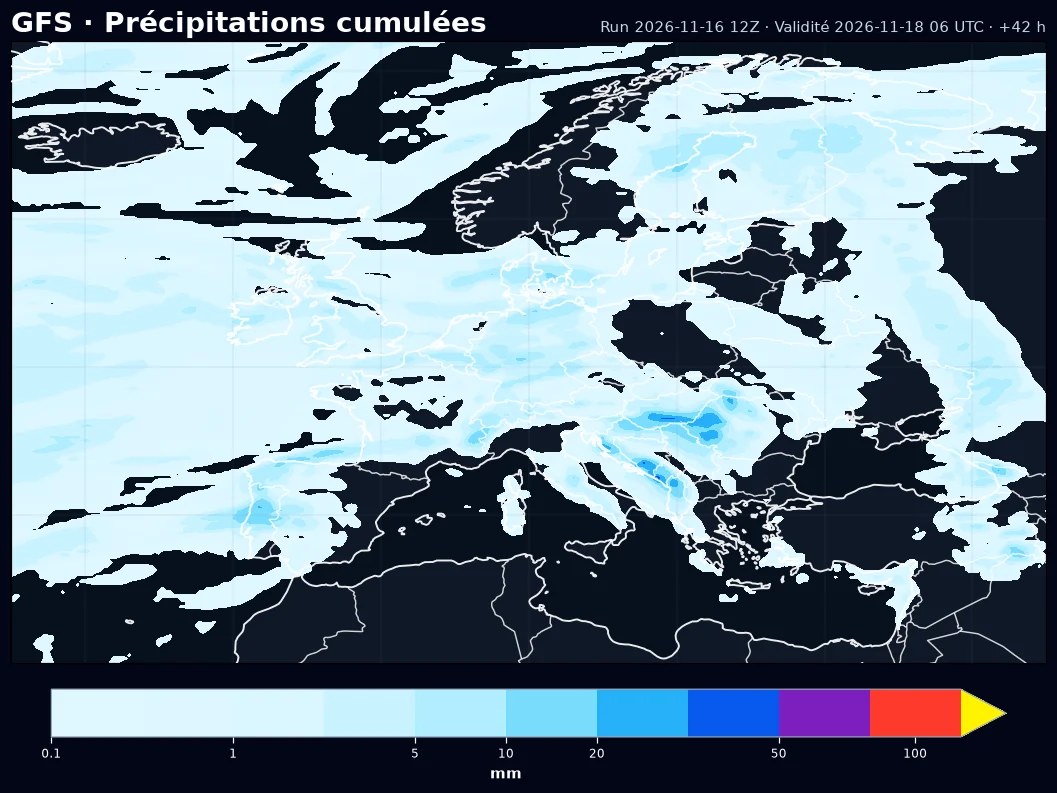 GFS · Précipitations cumulées
Run 2026-11-16 12Z · Validité 2026-11-18 06 UTC · +42 h
0.1 1 5 10 20 50 100
mm